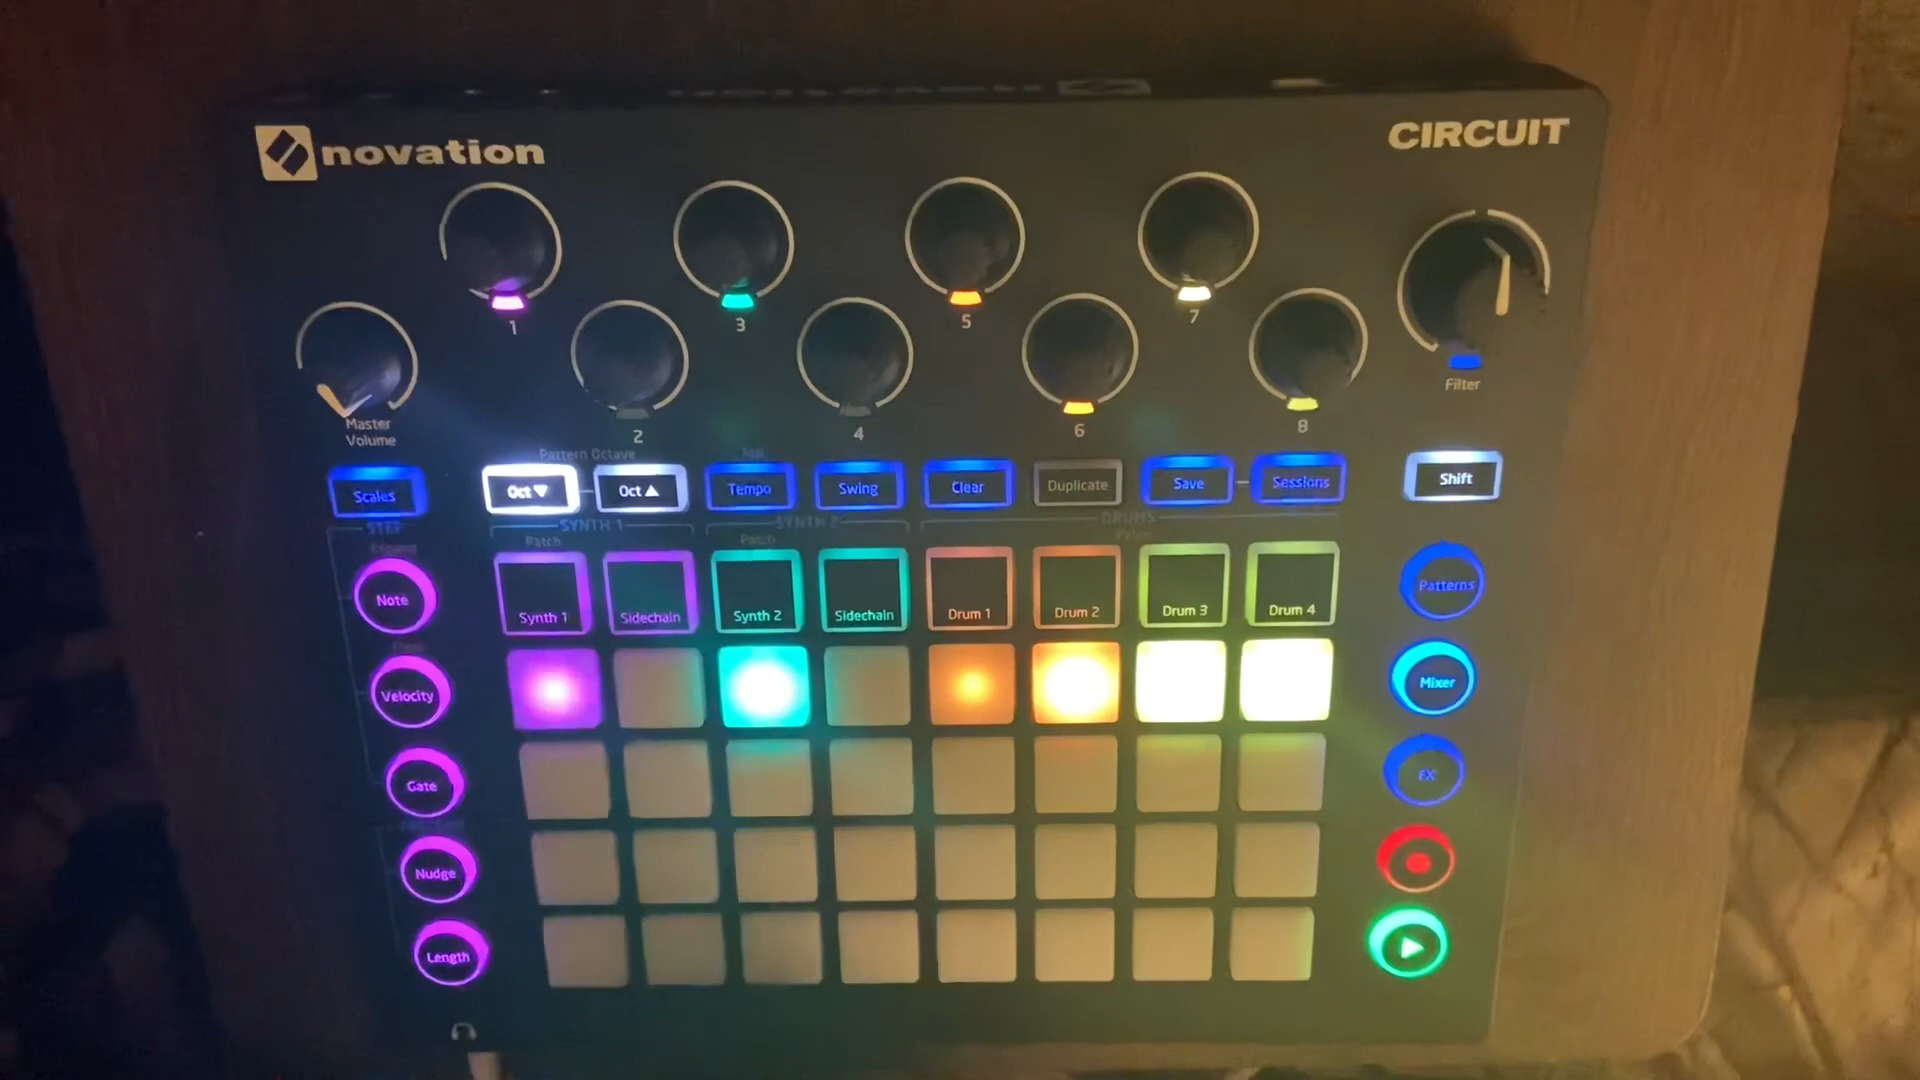 novation
CIRCUIT
1
3
5
7
Filter
Master
Volume
2
4
6
8
Pattern Octave
Scales
Oct
Oct
Tempo
Swing
Clear
Duplicate
Save
Sessions
Shift
STEP
SYNTH 1
SYNTH 2
DRUMS
Patch
Patch
Note
Synth 1
Sidechain
Synth 2
Sidechain
Drum 1
Drum 2
Drum 3
Drum 4
Patterns
Velocity
Mixer
Gate
FX
Nudge
Length